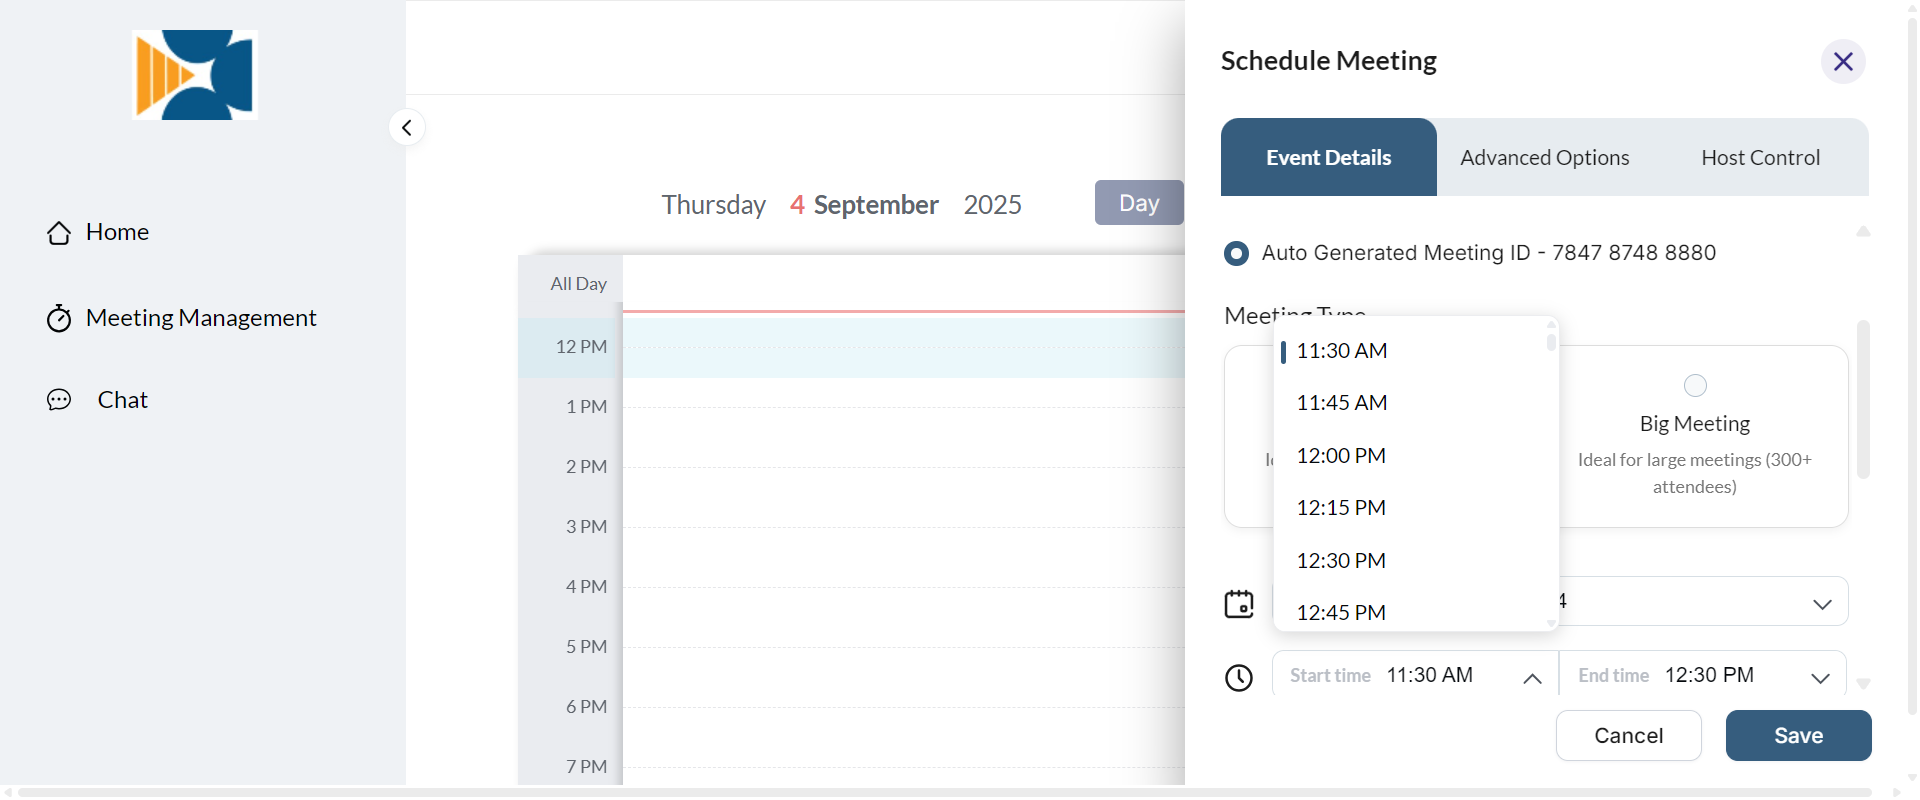 Home
Meeting Management
Chat
Thursday 4 September 2025
Day
All Day
12 PM
1 PM
2 PM
3 PM
4 PM
5 PM
6 PM
7 PM
Schedule Meeting
Event Details
Advanced Options
Host Control
Auto Generated Meeting ID - 7847 8748 8880
Meeting Type
11:30 AM
11:45 AM
12:00 PM
12:15 PM
12:30 PM
12:45 PM
Big Meeting
Ideal for large meetings (300+
attendees)
4
Start time 11:30 AM
End time 12:30 PM
Cancel
Save